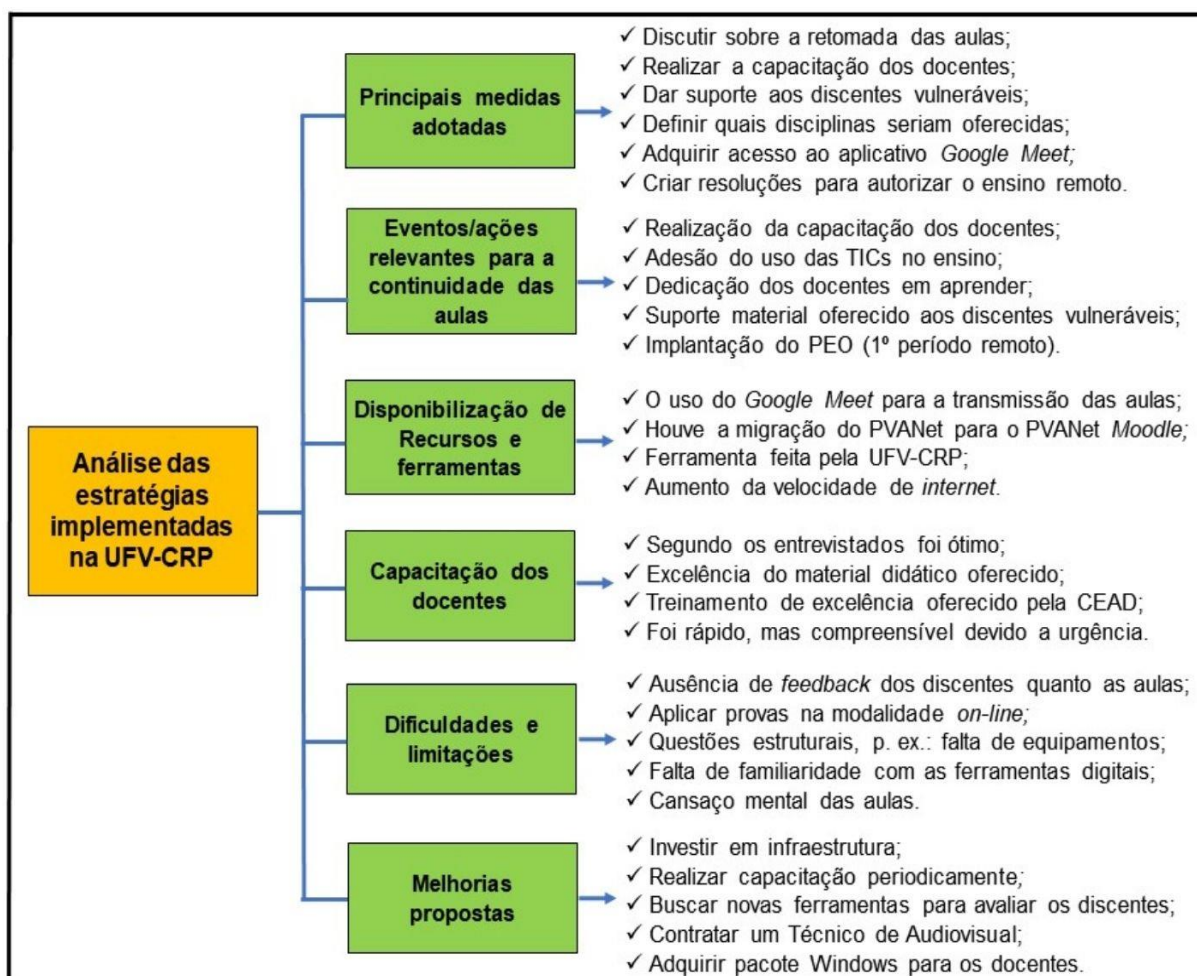 Análise das
estratégias
implementadas
na UFV-CRP
Principais medidas
adotadas
✓ Discutir sobre a retomada das aulas;
✓ Realizar a capacitação dos docentes;
✓ Dar suporte aos discentes vulneráveis;
✓ Definir quais disciplinas seriam oferecidas;
✓ Adquirir acesso ao aplicativo Google Meet;
✓ Criar resoluções para autorizar o ensino remoto.
Eventos/ações
relevantes para a
continuidade das
aulas
✓ Realização da capacitação dos docentes;
✓ Adesão do uso das TICs no ensino;
✓ Dedicação dos docentes em aprender;
✓ Suporte material oferecido aos discentes vulneráveis;
✓ Implantação do PEO (1º período remoto).
Disponibilização de
Recursos e
ferramentas
✓ O uso do Google Meet para a transmissão das aulas;
✓ Houve a migração do PVANet para o PVANet Moodle;
✓ Ferramenta feita pela UFV-CRP;
✓ Aumento da velocidade de internet.
Capacitação dos
docentes
✓ Segundo os entrevistados foi ótimo;
✓ Excelência do material didático oferecido;
✓ Treinamento de excelência oferecido pela CEAD;
✓ Foi rápido, mas compreensível devido a urgência.
Dificuldades e
limitações
✓ Ausência de feedback dos discentes quanto as aulas;
✓ Aplicar provas na modalidade on-line;
✓ Questões estruturais, p. ex.: falta de equipamentos;
✓ Falta de familiaridade com as ferramentas digitais;
✓ Cansaço mental das aulas.
Melhorias
propostas
✓ Investir em infraestrutura;
✓ Realizar capacitação periodicamente;
✓ Buscar novas ferramentas para avaliar os discentes;
✓ Contratar um Técnico de Audiovisual;
✓ Adquirir pacote Windows para os docentes.